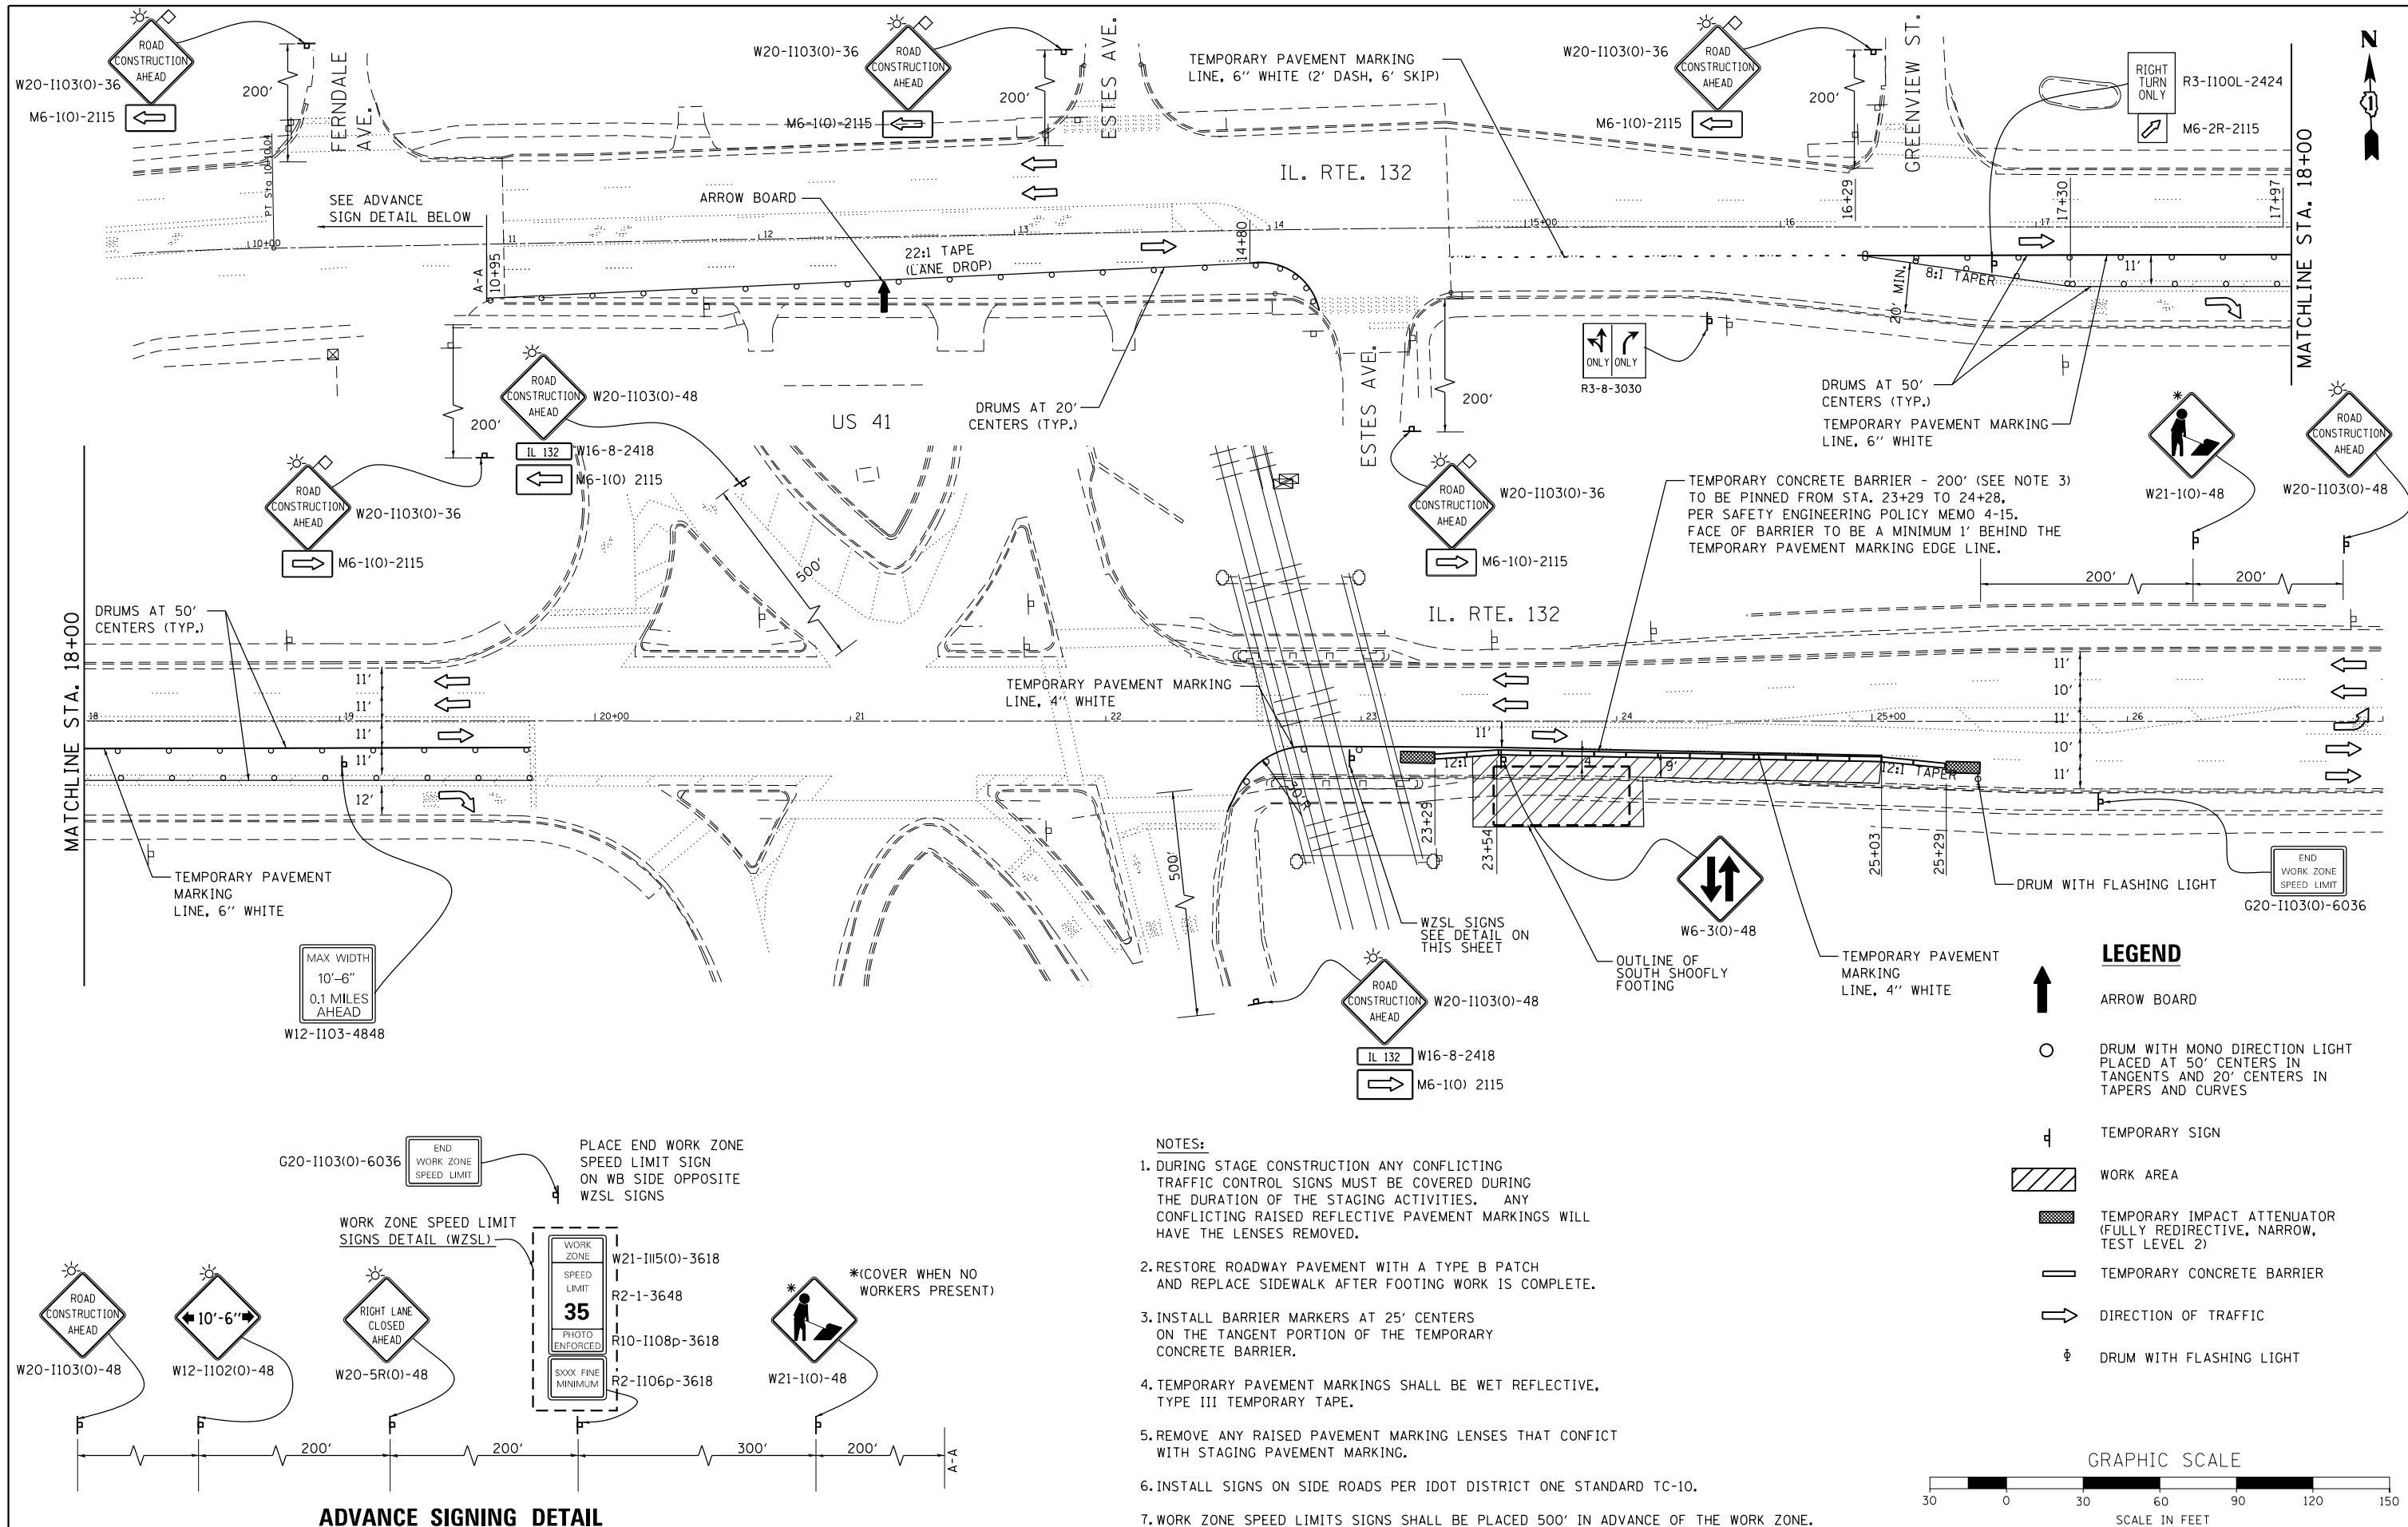 ROAD
CONSTRUCTION
AHEAD
W20-I103(O)-36
M6-1(O)-2115
200'
FERNDALE
AVE.
ROAD
CONSTRUCTION
AHEAD
W20-I103(O)-36
M6-1(O)-2115
200'
ESTES AVE.
TEMPORARY PAVEMENT MARKING
LINE, 6" WHITE (2' DASH, 6' SKIP)
ROAD
CONSTRUCTION
AHEAD
W20-I103(O)-36
M6-1(O)-2115
200'
GREENVIEW ST.
RIGHT
TURN
ONLY
R3-I100L-2424
M6-2R-2115
N
1
MATCHLINE STA. 18+00
IL. RTE. 132
SEE ADVANCE
SIGN DETAIL BELOW
ARROW BOARD
10+00
11
12
13
14
15+00
16
17
A-A
10+95
22:1 TAPE
(LANE DROP)
14+80
16+29
17+30
17+97
8:1 TAPER
11'
20' MIN.
ONLY
ONLY
R3-8-3030
DRUMS AT 20'
CENTERS (TYP.)
DRUMS AT 50'
CENTERS (TYP.)
TEMPORARY PAVEMENT MARKING
LINE, 6" WHITE
200'
ROAD
CONSTRUCTION
AHEAD
W20-I103(O)-36
M6-1(O)-2115
ROAD
CONSTRUCTION
AHEAD
W20-I103(O)-48
IL 132
W16-8-2418
M6-1(O) 2115
US 41
500'
ESTES AVE.
200'
ROAD
CONSTRUCTION
AHEAD
W20-I103(O)-36
M6-1(O)-2115
TEMPORARY CONCRETE BARRIER - 200' (SEE NOTE 3)
TO BE PINNED FROM STA. 23+29 TO 24+28,
PER SAFETY ENGINEERING POLICY MEMO 4-15.
FACE OF BARRIER TO BE A MINIMUM 1' BEHIND THE
TEMPORARY PAVEMENT MARKING EDGE LINE.
*
W21-1(O)-48
ROAD
CONSTRUCTION
AHEAD
W20-I103(O)-48
200'
200'
MATCHLINE STA. 18+00
DRUMS AT 50'
CENTERS (TYP.)
11'
11'
11'
11'
12'
18
19
20+00
21
22
23
24
25+00
26
TEMPORARY PAVEMENT MARKING
LINE, 4" WHITE
IL. RTE. 132
11'
11'
10'
11'
10'
11'
12:1
4'
9'
12:1 TAPER
23+29
23+54
25+03
25+29
500'
TEMPORARY PAVEMENT
MARKING
LINE, 6" WHITE
MAX WIDTH
10'-6"
0.1 MILES
AHEAD
W12-I103-4848
WZSL SIGNS
SEE DETAIL ON
THIS SHEET
OUTLINE OF
SOUTH SHOOFLY
FOOTING
W6-3(O)-48
TEMPORARY PAVEMENT
MARKING
LINE, 4" WHITE
DRUM WITH FLASHING LIGHT
END
WORK ZONE
SPEED LIMIT
G20-I103(O)-6036
ROAD
CONSTRUCTION
AHEAD
W20-I103(O)-48
IL 132
W16-8-2418
M6-1(O) 2115
LEGEND
ARROW BOARD
DRUM WITH MONO DIRECTION LIGHT
PLACED AT 50' CENTERS IN
TANGENTS AND 20' CENTERS IN
TAPERS AND CURVES
TEMPORARY SIGN
WORK AREA
TEMPORARY IMPACT ATTENUATOR
(FULLY REDIRECTIVE, NARROW,
TEST LEVEL 2)
TEMPORARY CONCRETE BARRIER
DIRECTION OF TRAFFIC
DRUM WITH FLASHING LIGHT
G20-I103(O)-6036
END
WORK ZONE
SPEED LIMIT
PLACE END WORK ZONE
SPEED LIMIT SIGN
ON WB SIDE OPPOSITE
WZSL SIGNS
WORK ZONE SPEED LIMIT
SIGNS DETAIL (WZSL)
WORK
ZONE
W21-I115(O)-3618
SPEED
LIMIT
35
R2-1-3648
PHOTO
ENFORCED
R10-I108p-3618
$XXX FINE
MINIMUM
R2-I106p-3618
ROAD
CONSTRUCTION
AHEAD
W20-I103(O)-48
10'-6"
W12-I102(O)-48
RIGHT LANE
CLOSED
AHEAD
W20-5R(O)-48
*
*(COVER WHEN NO
WORKERS PRESENT)
W21-1(O)-48
200'
200'
300'
200'
A-A
ADVANCE SIGNING DETAIL
NOTES:
1. DURING STAGE CONSTRUCTION ANY CONFLICTING
TRAFFIC CONTROL SIGNS MUST BE COVERED DURING
THE DURATION OF THE STAGING ACTIVITIES. ANY
CONFLICTING RAISED REFLECTIVE PAVEMENT MARKINGS WILL
HAVE THE LENSES REMOVED.
2. RESTORE ROADWAY PAVEMENT WITH A TYPE B PATCH
AND REPLACE SIDEWALK AFTER FOOTING WORK IS COMPLETE.
3. INSTALL BARRIER MARKERS AT 25' CENTERS
ON THE TANGENT PORTION OF THE TEMPORARY
CONCRETE BARRIER.
4. TEMPORARY PAVEMENT MARKINGS SHALL BE WET REFLECTIVE,
TYPE III TEMPORARY TAPE.
5. REMOVE ANY RAISED PAVEMENT MARKING LENSES THAT CONFICT
WITH STAGING PAVEMENT MARKING.
6. INSTALL SIGNS ON SIDE ROADS PER IDOT DISTRICT ONE STANDARD TC-10.
7. WORK ZONE SPEED LIMITS SIGNS SHALL BE PLACED 500' IN ADVANCE OF THE WORK ZONE.
GRAPHIC SCALE
30 0 30 60 90 120 150
SCALE IN FEET